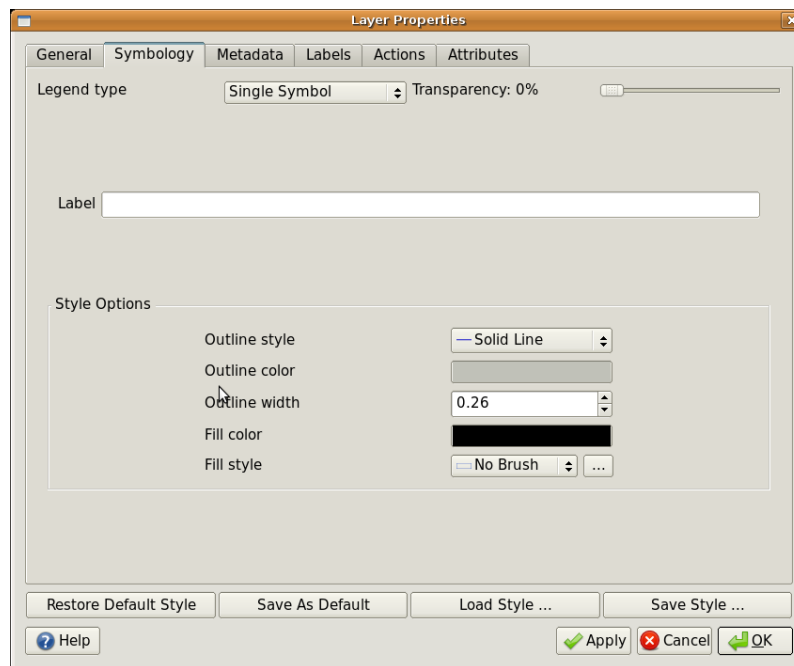 Layer Properties
General Symbology Metadata Labels Actions Attributes
Legend type Single Symbol Transparency: 0%
Label
Style Options
Outline style Solid Line
Outline color
Outline width 0.26
Fill color
Fill style No Brush ...
Restore Default Style Save As Default Load Style ... Save Style ...
Help Apply Cancel OK